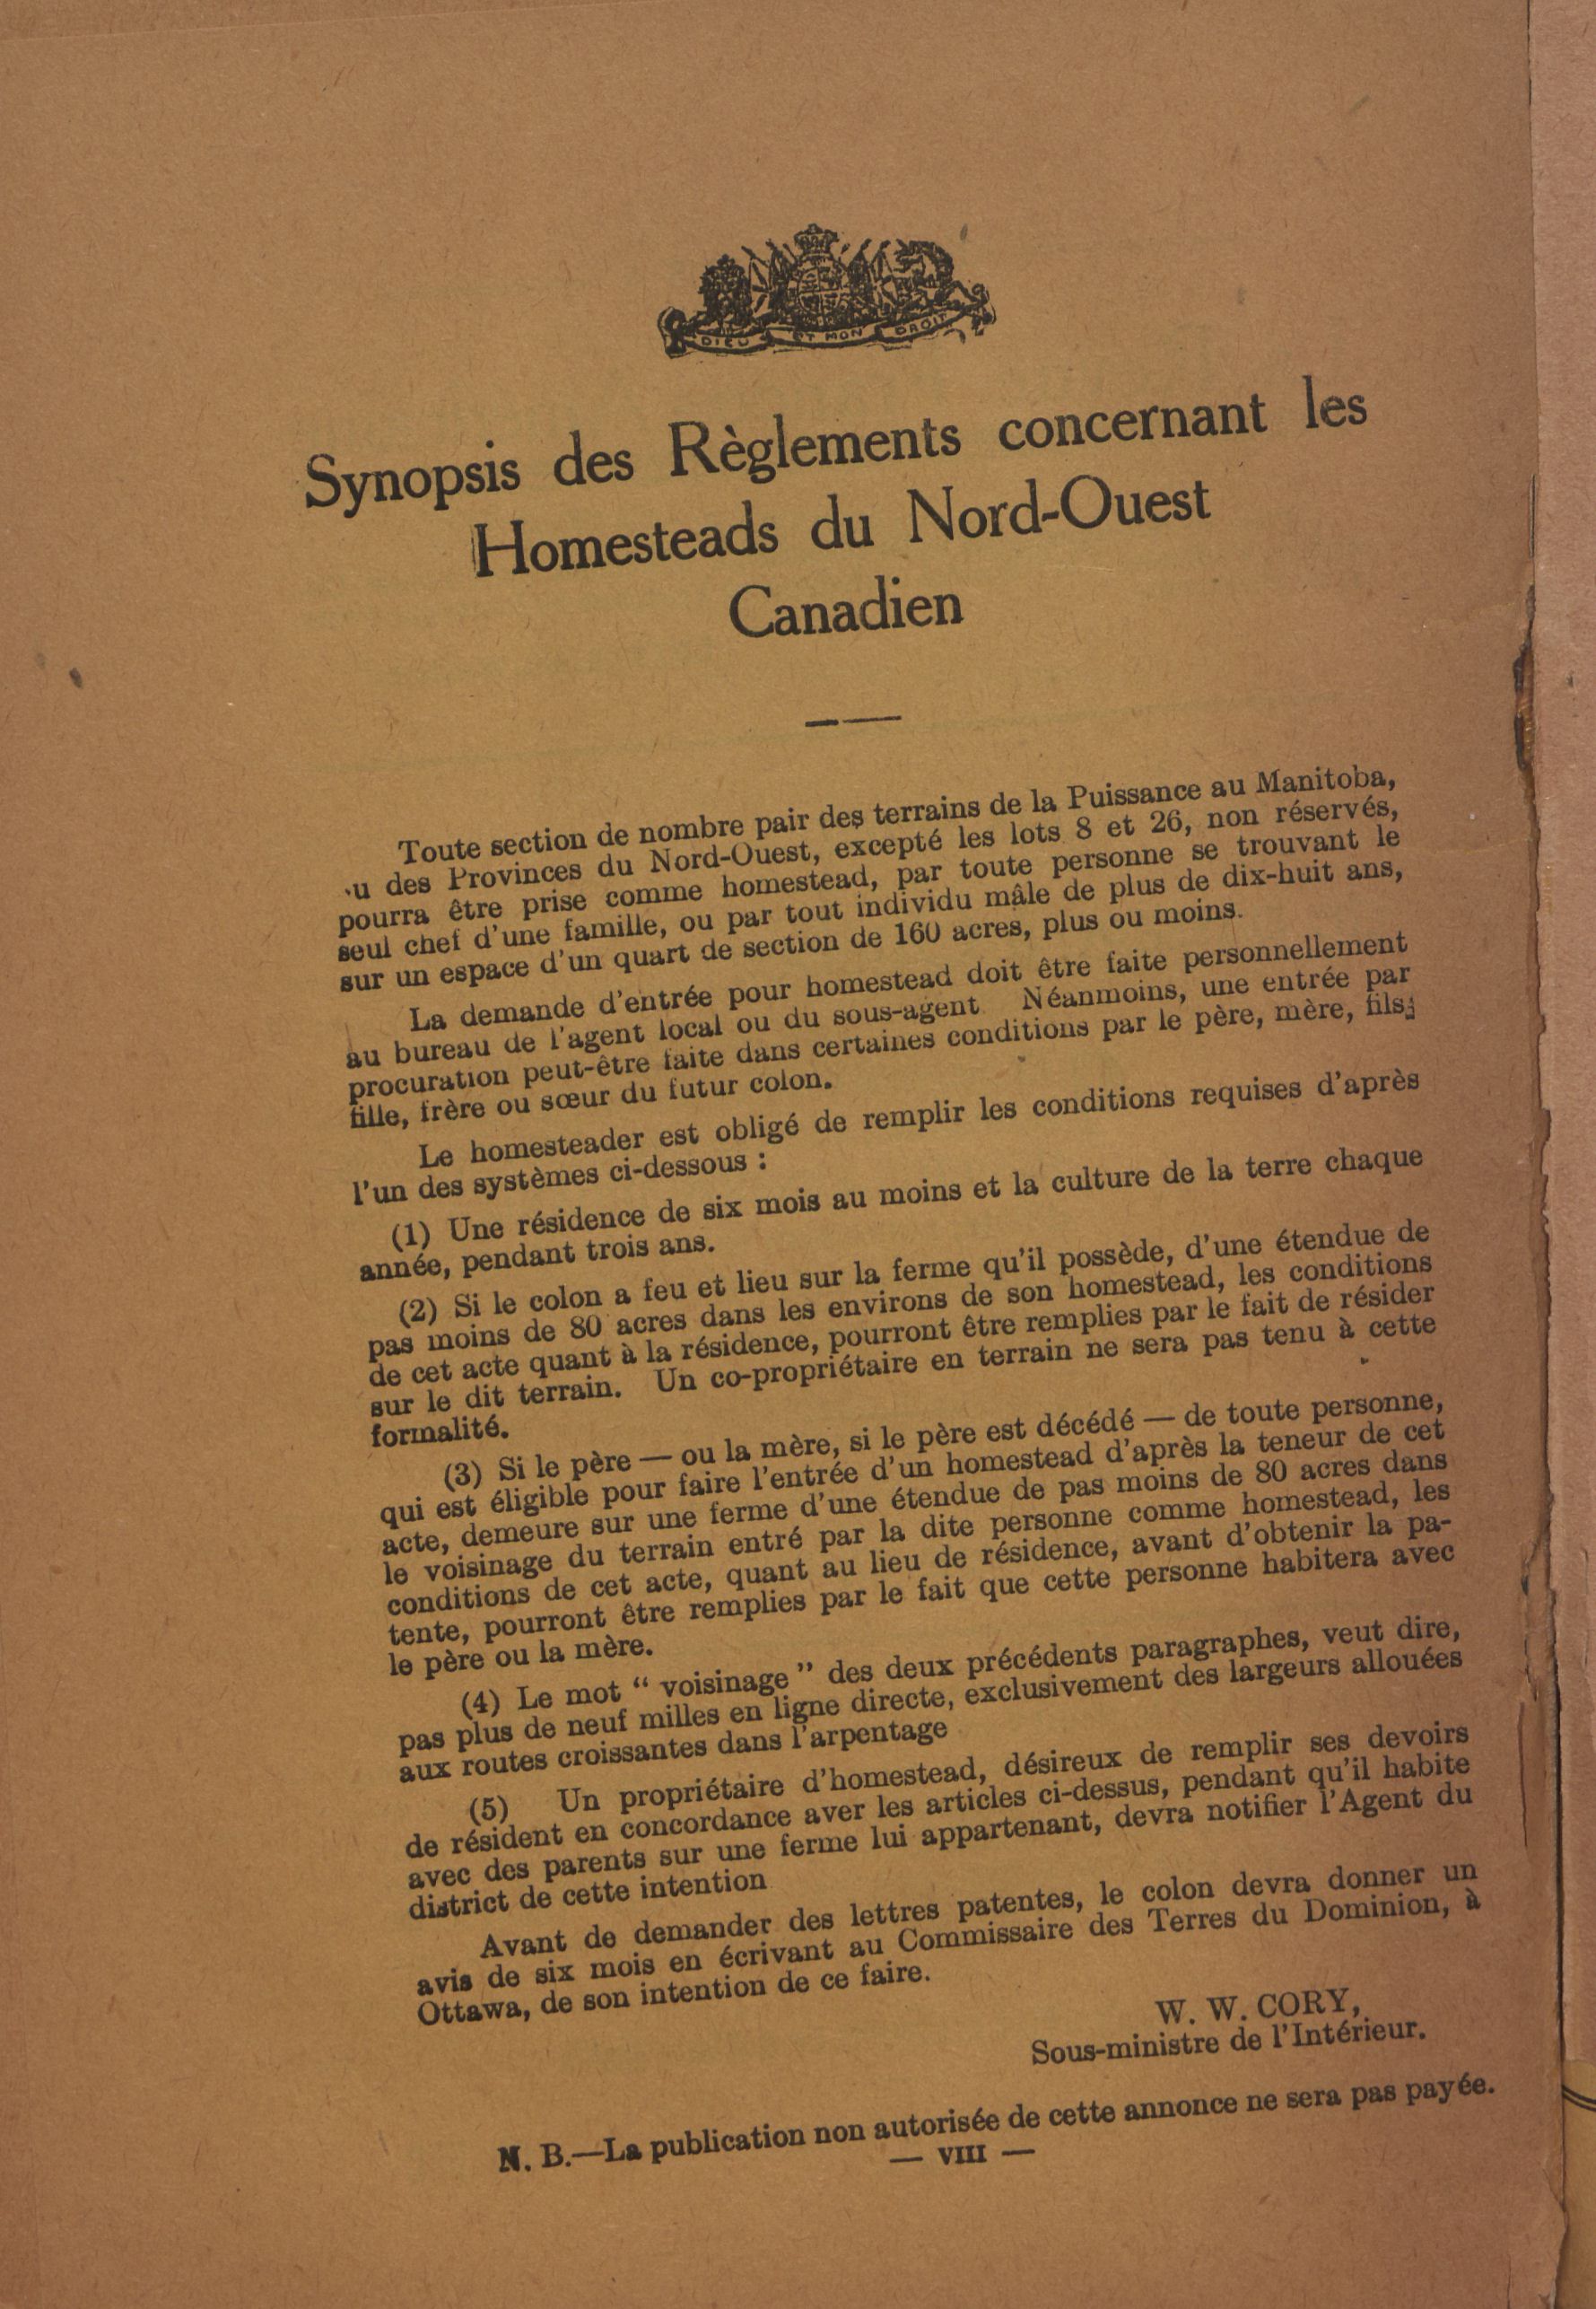 DIEU ET MON DROIT
Synopsis des Règlements concernant les
Homesteads du Nord-Ouest
Canadien
Toute section de nombre pair des terrains de la Puissance au Manitoba,
u des Provinces du Nord-Ouest, excepté les lots 8 et 26, non réservés,
pourra être prise comme homestead, par toute personne se trouvant le
seul chef d'une famille, ou par tout individu mâle de plus de dix-huit ans,
sur un espace d'un quart de section de 160 acres, plus ou moins.
La demande d'entrée pour homestead doit être faite personnellement
au bureau de l'agent local ou du sous-agent Néanmoins, une entrée par
procuration peut-être faite dans certaines conditions par le père, mère, fils;
fille, frère ou sœur du futur colon.
Le homesteader est obligé de remplir les conditions requises d'après
l'un des systèmes ci-dessous :
(1) Une résidence de six mois au moins et la culture de la terre chaque
année, pendant trois ans.
(2) Si le colon a feu et lieu sur la ferme qu'il possède, d'une étendue de
pas moins de 80 acres dans les environs de son homestead, les conditions
de cet acte quant à la résidence, pourront être remplies par le fait de résider
sur le dit terrain. Un co-propriétaire en terrain ne sera pas tenu à cette
formalité.
(3) Si le père — ou la mère, si le père est décédé — de toute personne,
qui est éligible pour faire l'entrée d'un homestead d'après la teneur de cet
acte, demeure sur une ferme d'une étendue de pas moins de 80 acres dans
le voisinage du terrain entré par la dite personne comme homestead, les
conditions de cet acte, quant au lieu de résidence, avant d'obtenir la pa-
tente, pourront être remplies par le fait que cette personne habitera avec
le père ou la mère.
(4) Le mot “ voisinage ” des deux précédents paragraphes, veut dire,
pas plus de neuf milles en ligne directe, exclusivement des largeurs allouées
aux routes croissantes dans l'arpentage
(5) Un propriétaire d'homestead, désireux de remplir ses devoirs
de résident en concordance aver les articles ci-dessus, pendant qu'il habite
avec des parents sur une ferme lui appartenant, devra notifier l'Agent du
district de cette intention
Avant de demander des lettres patentes, le colon devra donner un
avis de six mois en écrivant au Commissaire des Terres du Dominion, à
Ottawa, de son intention de ce faire.
W. W. CORY,
Sous-ministre de l'Intérieur.
N. B.—La publication non autorisée de cette annonce ne sera pas payée.
— VIII —